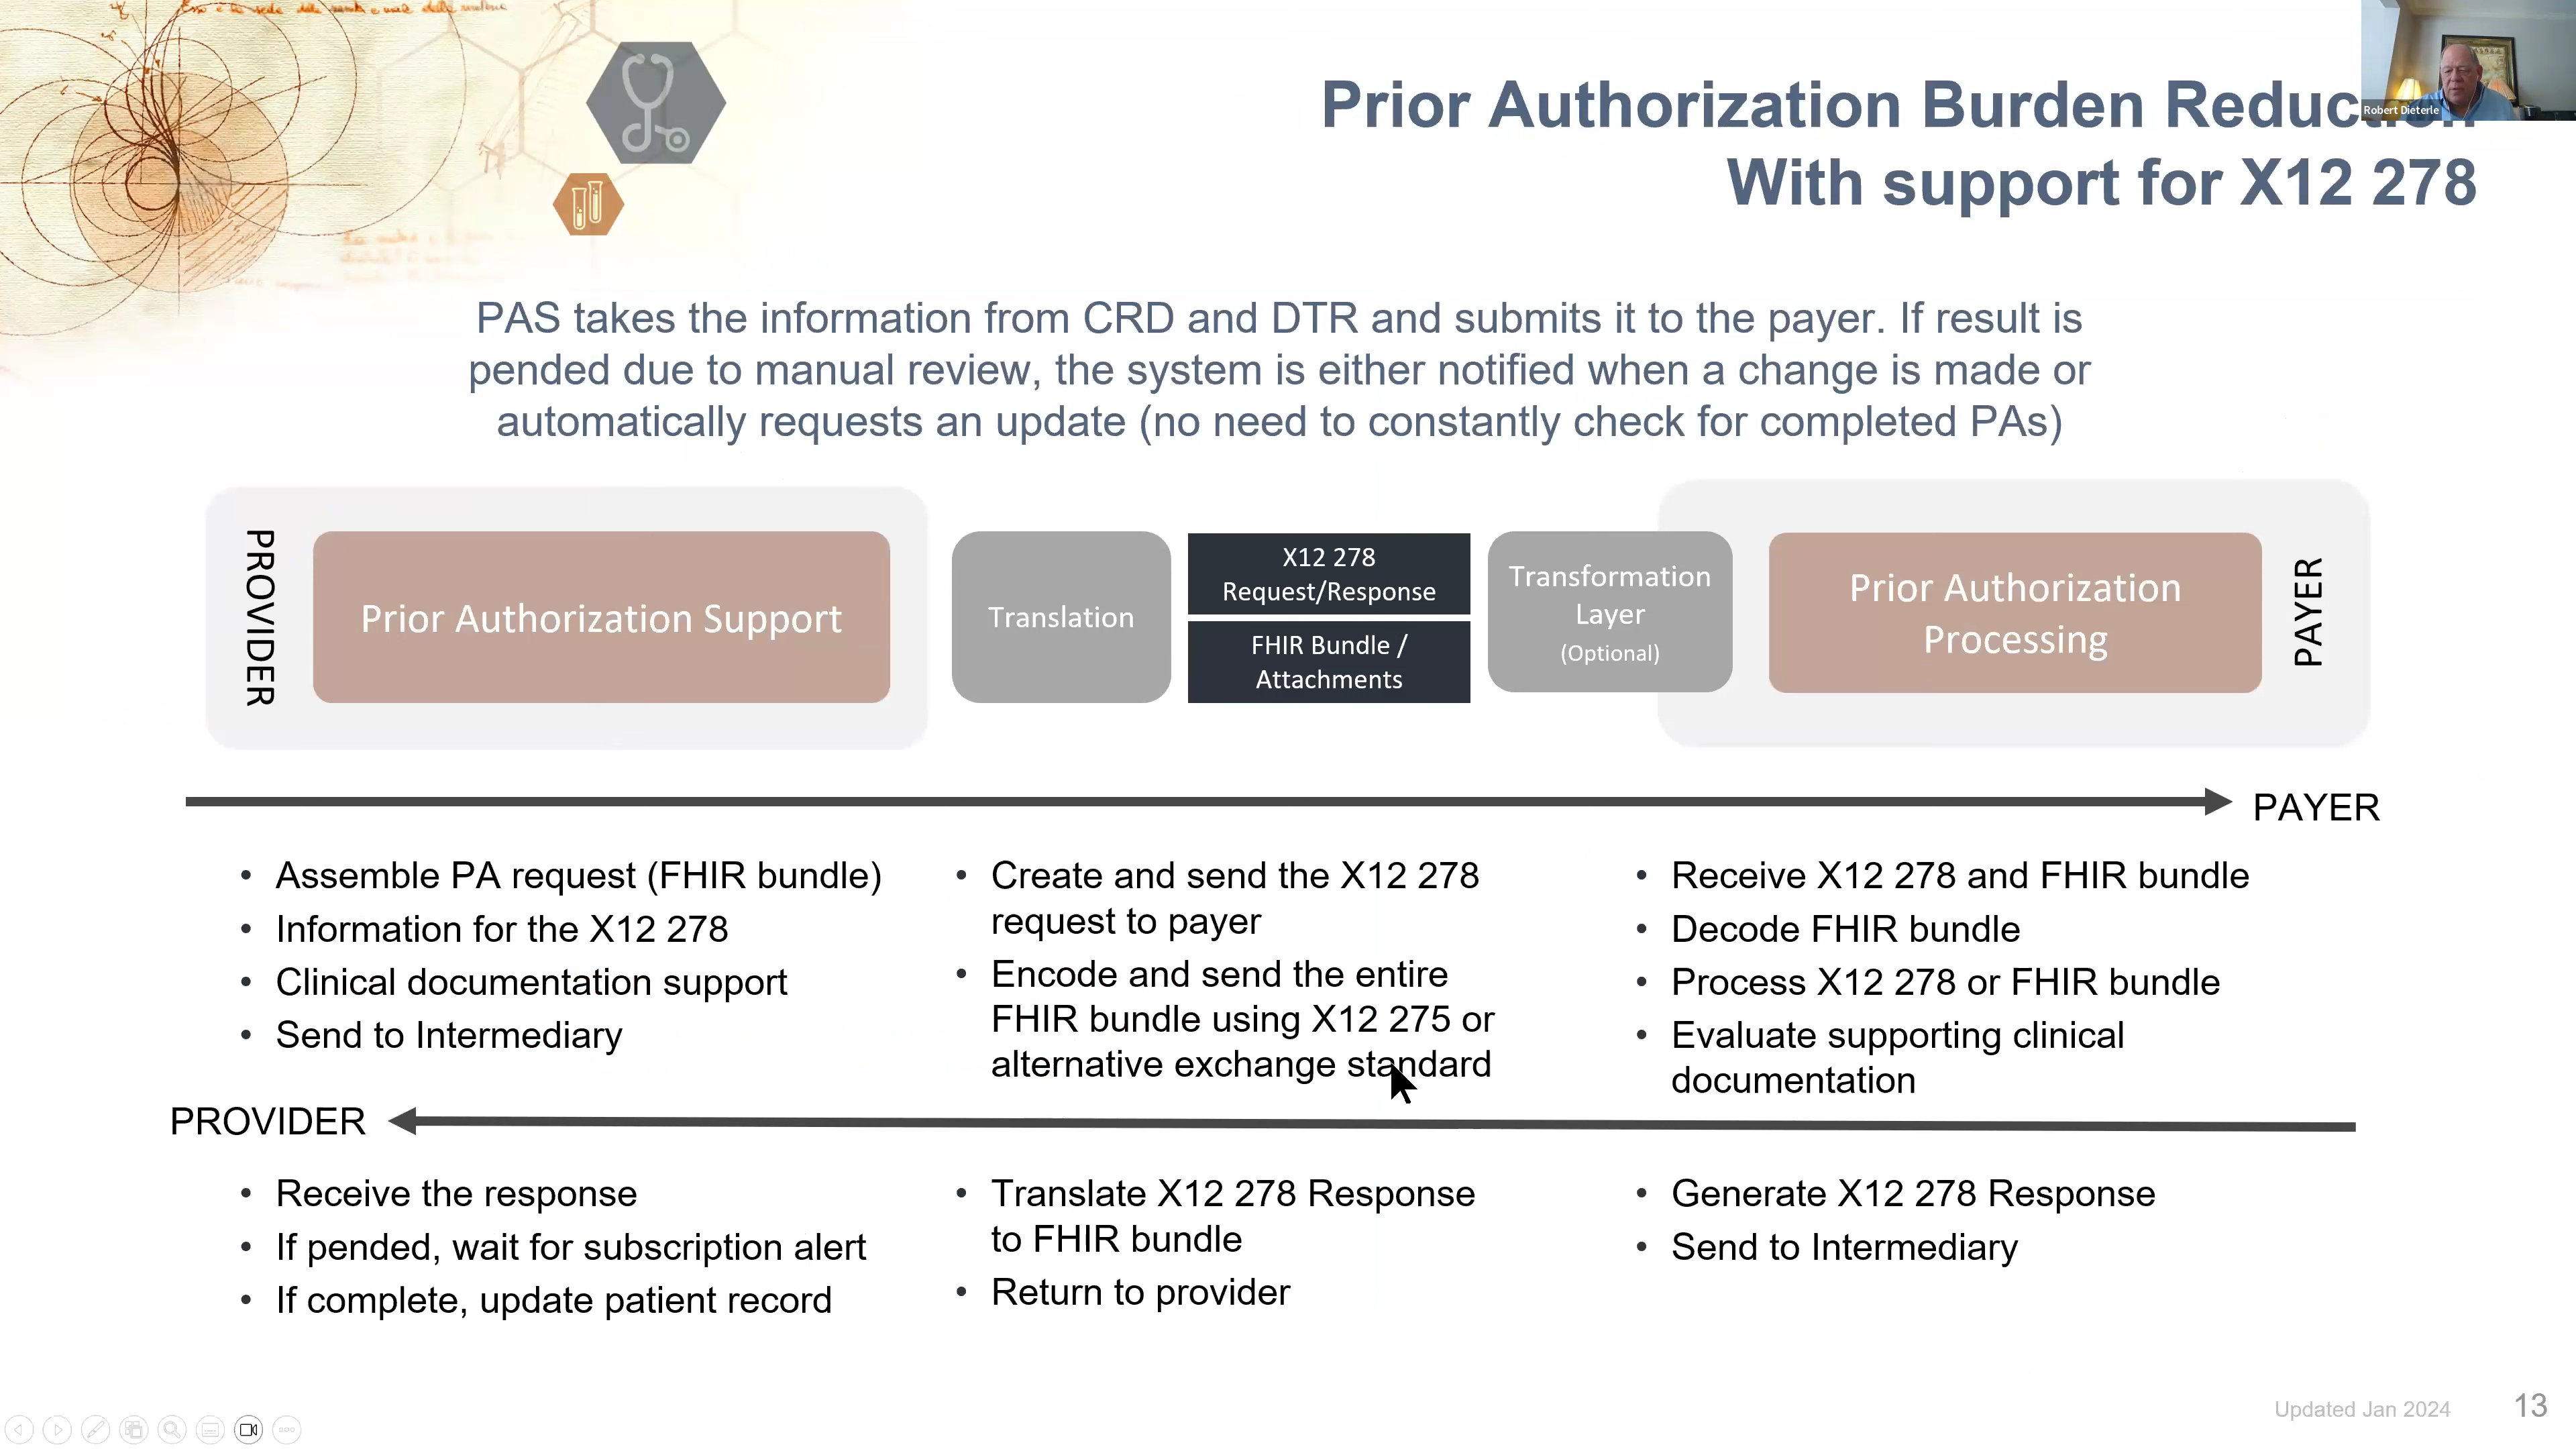 Robert Dieterle
Prior Authorization Burden Reduction
With support for X12 278
PAS takes the information from CRD and DTR and submits it to the payer. If result is
pended due to manual review, the system is either notified when a change is made or
automatically requests an update (no need to constantly check for completed PAs)
PROVIDER
Prior Authorization Support
Translation
X12 278
Request/Response
FHIR Bundle /
Attachments
Transformation
Layer
(Optional)
Prior Authorization
Processing
PAYER
PAYER
• Assemble PA request (FHIR bundle)
• Information for the X12 278
• Clinical documentation support
• Send to Intermediary
• Create and send the X12 278
request to payer
• Encode and send the entire
FHIR bundle using X12 275 or
alternative exchange standard
• Receive X12 278 and FHIR bundle
• Decode FHIR bundle
• Process X12 278 or FHIR bundle
• Evaluate supporting clinical
documentation
PROVIDER
• Receive the response
• If pended, wait for subscription alert
• If complete, update patient record
• Translate X12 278 Response
to FHIR bundle
• Return to provider
• Generate X12 278 Response
• Send to Intermediary
Updated Jan 2024
13